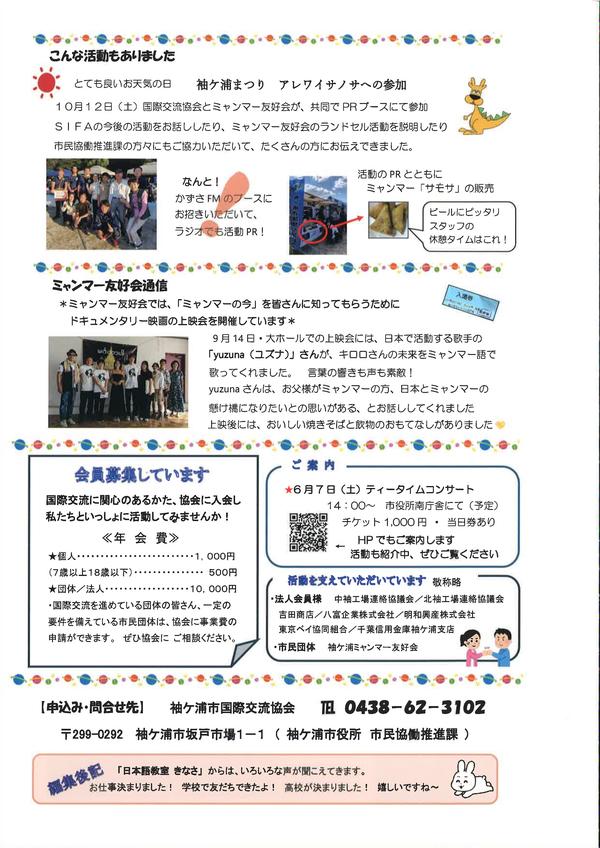 こんな活動もありました
とても良いお天気の日 袖ケ浦まつり アレワイサノサへの参加
10月12日（土）国際交流協会とミャンマー友好会が、共同でPRブースにて参加
SIFAの今後の活動をお話ししたり、ミャンマー友好会のランドセル活動を説明したり
市民協働推進課の方々にもご協力いただいて、たくさんの方にお伝えできました。
なんと！
かずさFMのブースに
お招きいただいて、
ラジオでも活動PR！
活動のPRとともに
ミャンマー「サモサ」の販売
ビールにピッタリ
スタッフの
休憩タイムはこれ！
ミャンマー友好会通信
＊ミャンマー友好会では、「ミャンマーの今」を皆さんに知ってもらうために
ドキュメンタリー映画の上映会を開催しています＊
入場券
9月14日・大ホールでの上映会には、日本で活動する歌手の
「yuzuna（ユズナ）」さんが、キロロさんの未来をミャンマー語で
歌ってくれました。 言葉の響きも声も素敵！
yuzunaさんは、お父様がミャンマーの方、日本とミャンマーの
懸け橋になりたいとの思いがある、とお話ししてくれました
上映後には、おいしい焼きそばと飲物のおもてなしがありました
会員募集しています
国際交流に関心のあるかた、協会に入会し
私たちといっしょに活動してみませんか！
≪年 会 費≫
★個人・・・・・・・・・・・・・・・・・・・・・・・・1,000円
（7歳以上18歳以下）・・・・・・・・・・・・・・ 500円
★団体／法人・・・・・・・・・・・・・・・・・10,000円
・国際交流を進めている団体の皆さん、一定の
要件を備えている市民団体は、協会に事業費の
申請ができます。 ぜひ協会に ご相談ください。
ご 案 内
★6月7日（土）ティータイムコンサート
14：00～ 市役所南庁舎にて（予定）
チケット1,000円 ・ 当日券あり
← HPでもご案内します
活動も紹介中、ぜひご覧ください
活動を支えていただいています 敬称略
・法人会員様 中袖工場連絡協議会／北袖工場連絡協議会
吉田商店／八富企業株式会社／明和興産株式会社
東京ベイ協同組合／千葉信用金庫袖ケ浦支店
・市民団体 袖ケ浦ミャンマー友好会
【申込み・問合せ先】 袖ケ浦市国際交流協会 ℡ 0438－62－3102
〒299-0292 袖ケ浦市坂戸市場1－1（ 袖ケ浦市役所 市民協働推進課 ）
編集後記
「日本語教室 きなさ」からは、いろいろな声が聞こえてきます。
お仕事決まりました！ 学校で友だちできたよ！ 高校が決まりました！ 嬉しいですね～